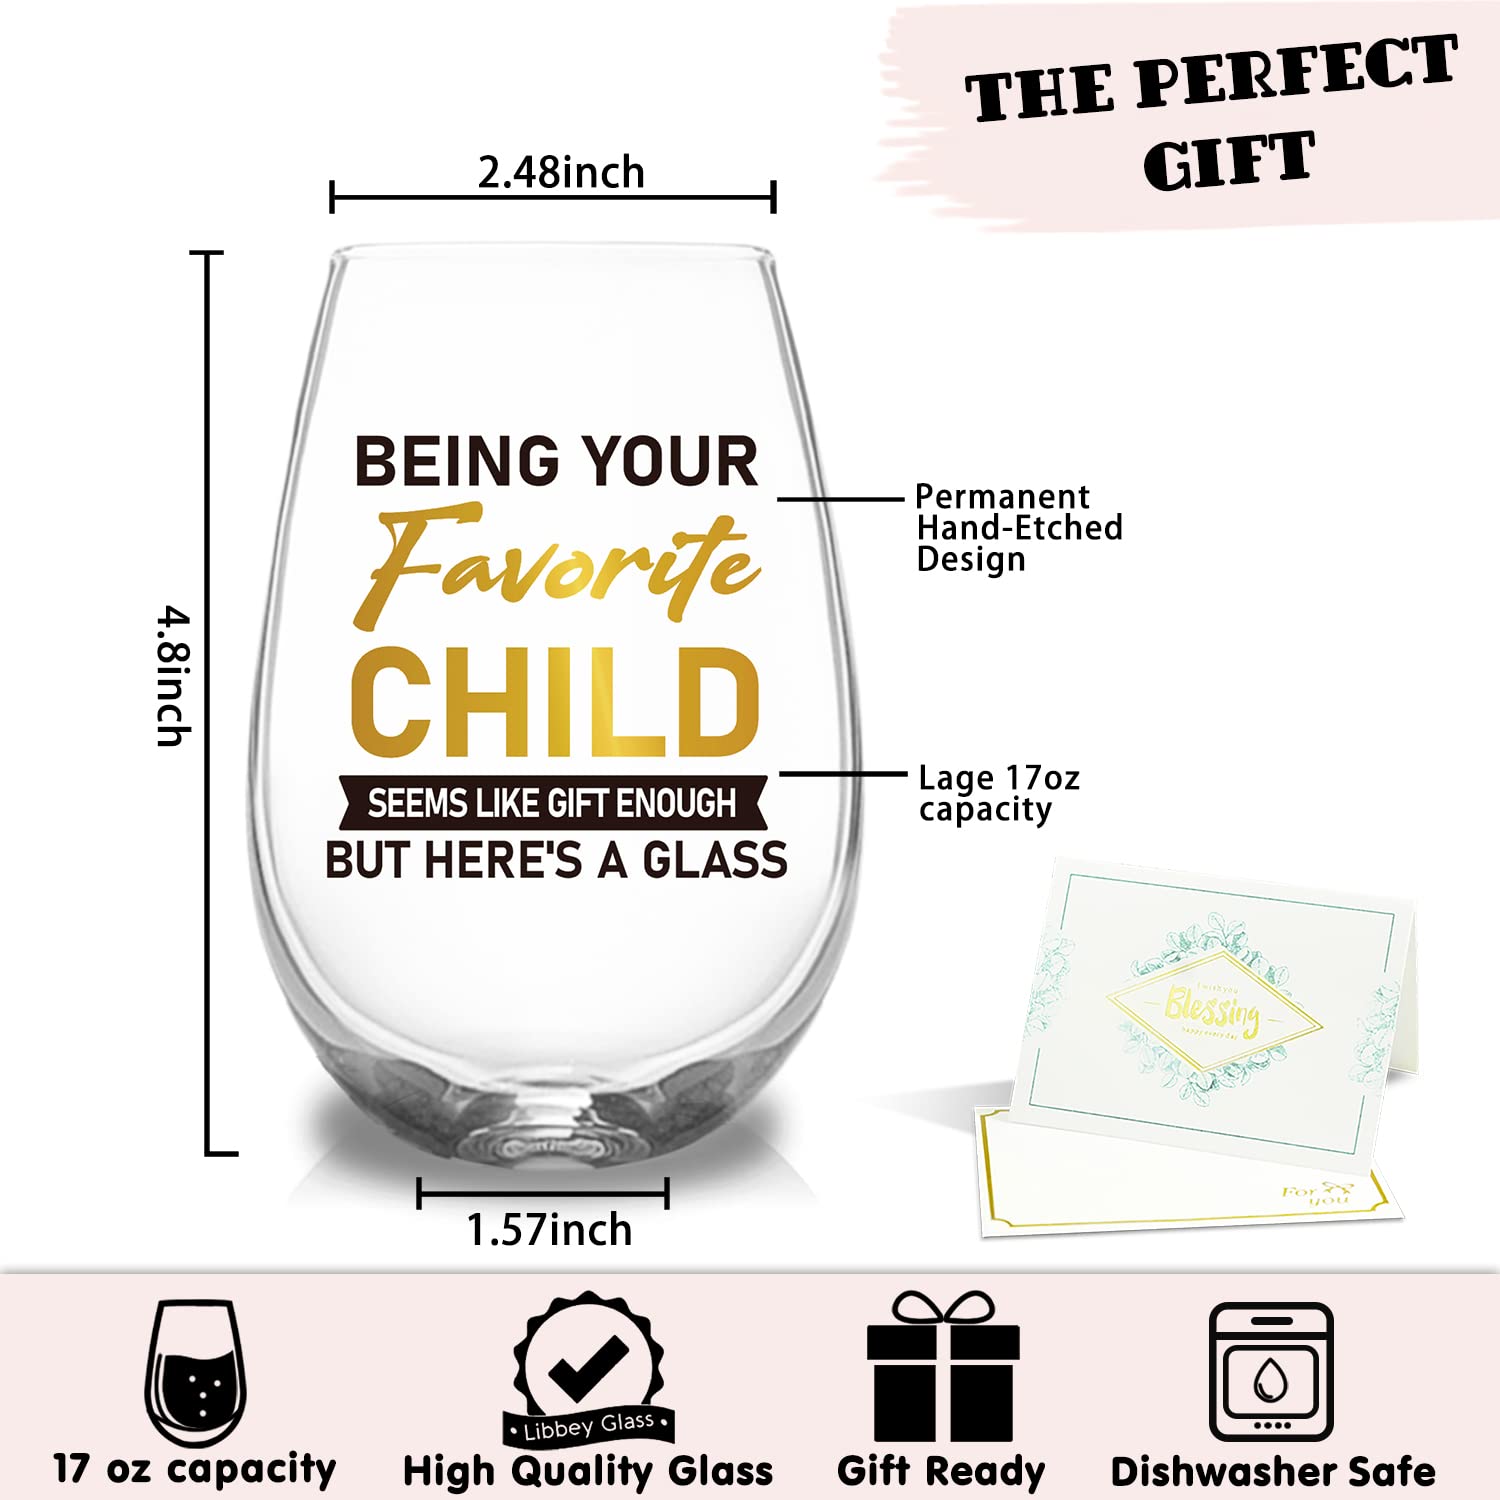 THE PERFECT
GIFT
2.48inch
4.8inch
BEING YOUR
Favorite
CHILD
SEEMS LIKE GIFT ENOUGH
BUT HERE'S A GLASS
Permanent
Hand-Etched
Design
Lage 17oz
capacity
I wish you
Blessing
happy every day
For
you
1.57inch
Libbey Glass
17 oz capacity
High Quality Glass
Gift Ready
Dishwasher Safe